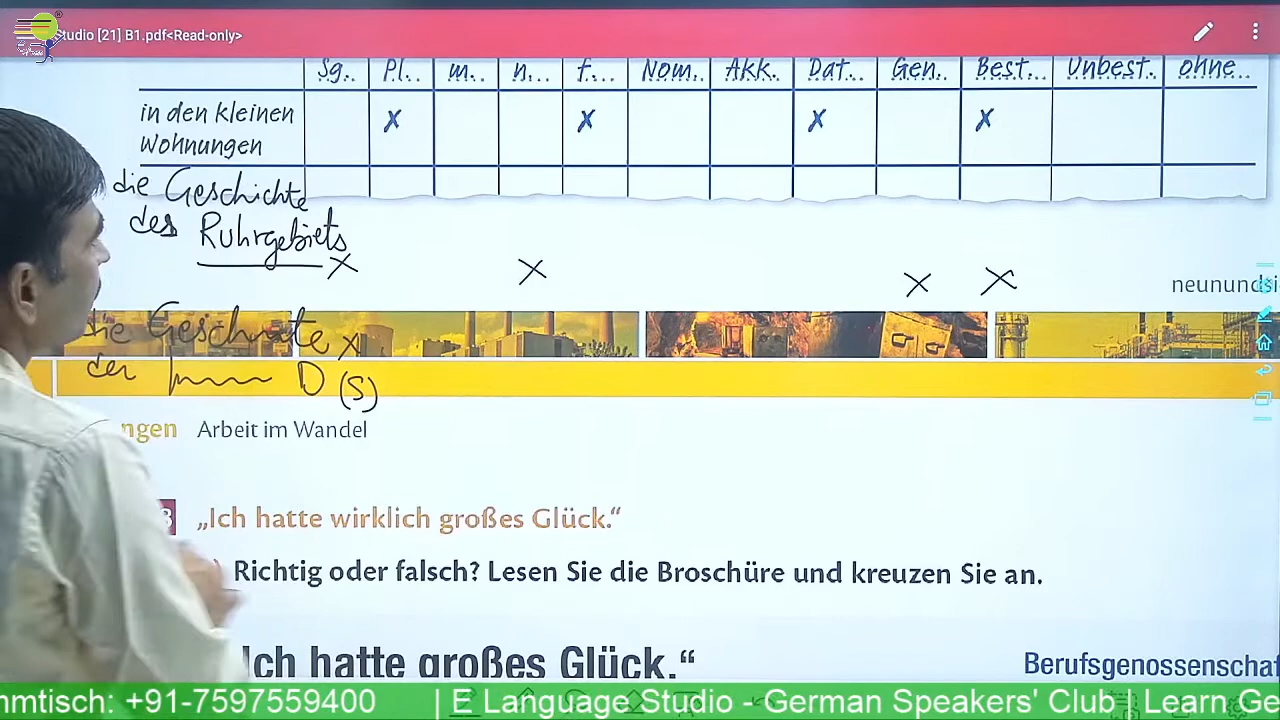 studio [21] B1.pdf<Read-only>
Sg.. Pl.. m.. n... f... Nom.. Akk.. Dat... Gen.. Best... Unbest.. ohne...
in den kleinen X X X X
Wohnungen
die Geschichte
des Ruhrgebiets
X X X X
neunundsi
die Geschichte X
der D (S)
ngen Arbeit im Wandel
„Ich hatte wirklich großes Glück.“
Richtig oder falsch? Lesen Sie die Broschüre und kreuzen Sie an.
Ich hatte großes Glück.“ Berufsgenossenschaf
mmtisch: +91-7597559400 | E Language Studio - German Speakers' Club - Learn Ge